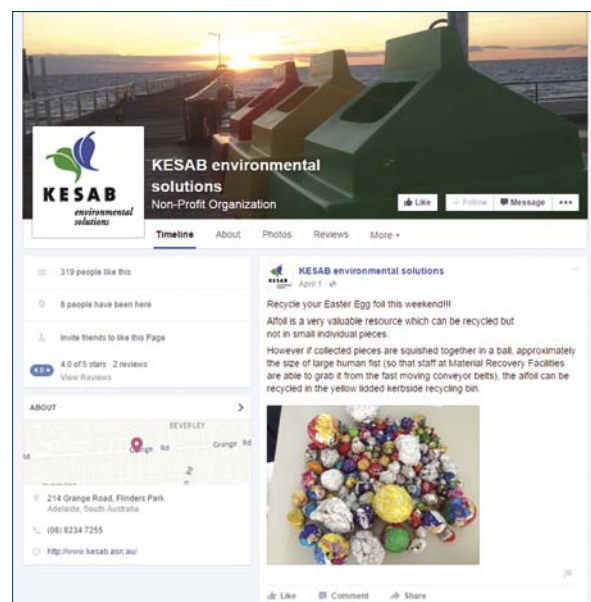 KESAB
environmental
solutions
KESAB environmental
solutions
Non-Profit Organization
Like
Follow
Message
Timeline
About
Photos
Reviews
More
319 people like this
8 people have been here
Invite friends to like this Page
4.0
4.0 of 5 stars · 2 reviews
View Reviews
ABOUT
BEVERLEY
Grange Rd
Grange Rd
Rd
Rd
214 Grange Road, Flinders Park
Adelaide, South Australia
(08) 8234 7255
http://www.kesab.asn.au/
KESAB environmental solutions
April 1 ·
Recycle your Easter Egg foil this weekend!!!
Alfoil is a very valuable resource which can be recycled but
not in small individual pieces.
However if collected pieces are squished together in a ball, approximately
the size of large human fist (so that staff at Material Recovery Facilities
are able to grab it from the fast moving conveyor belts), the alfoil can be
recycled in the yellow lidded kerbside recycling bin.
Like
Comment
Share